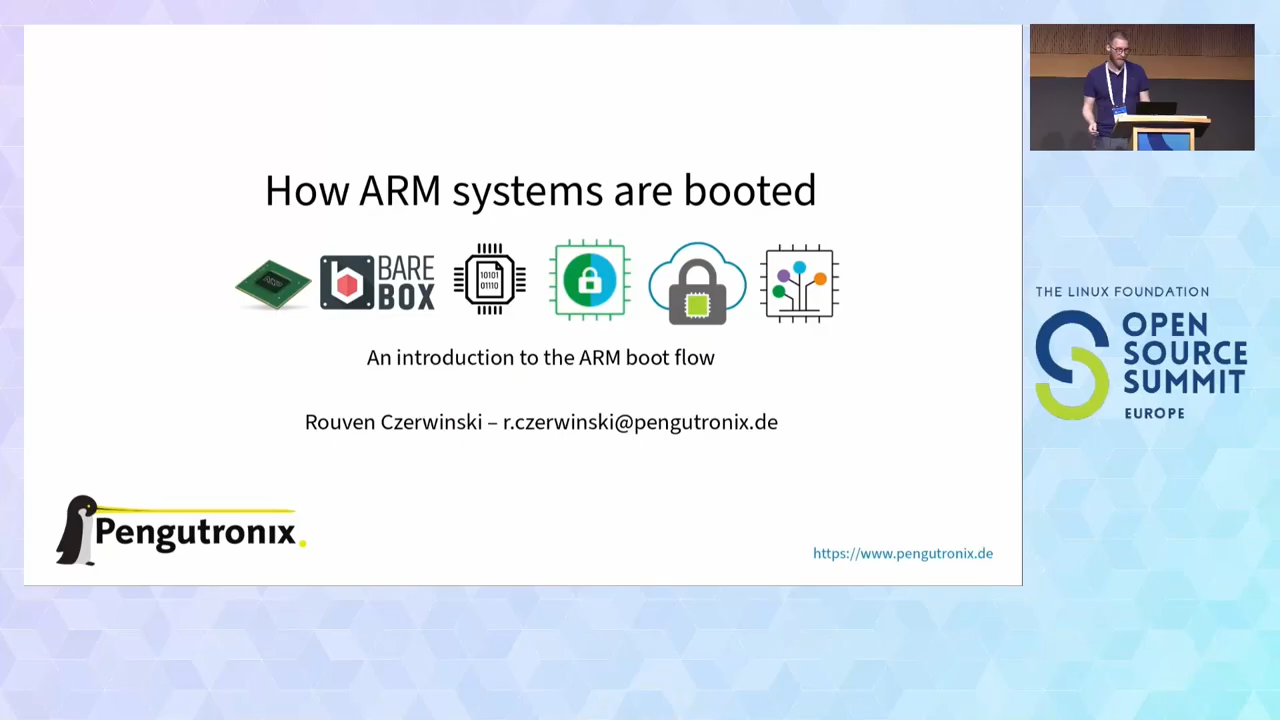 How ARM systems are booted
BARE
BOX
10101
01110
An introduction to the ARM boot flow
Rouven Czerwinski – r.czerwinski@pengutronix.de
Pengutronix
https://www.pengutronix.de
THE LINUX FOUNDATION
OPEN
SOURCE
SUMMIT
EUROPE